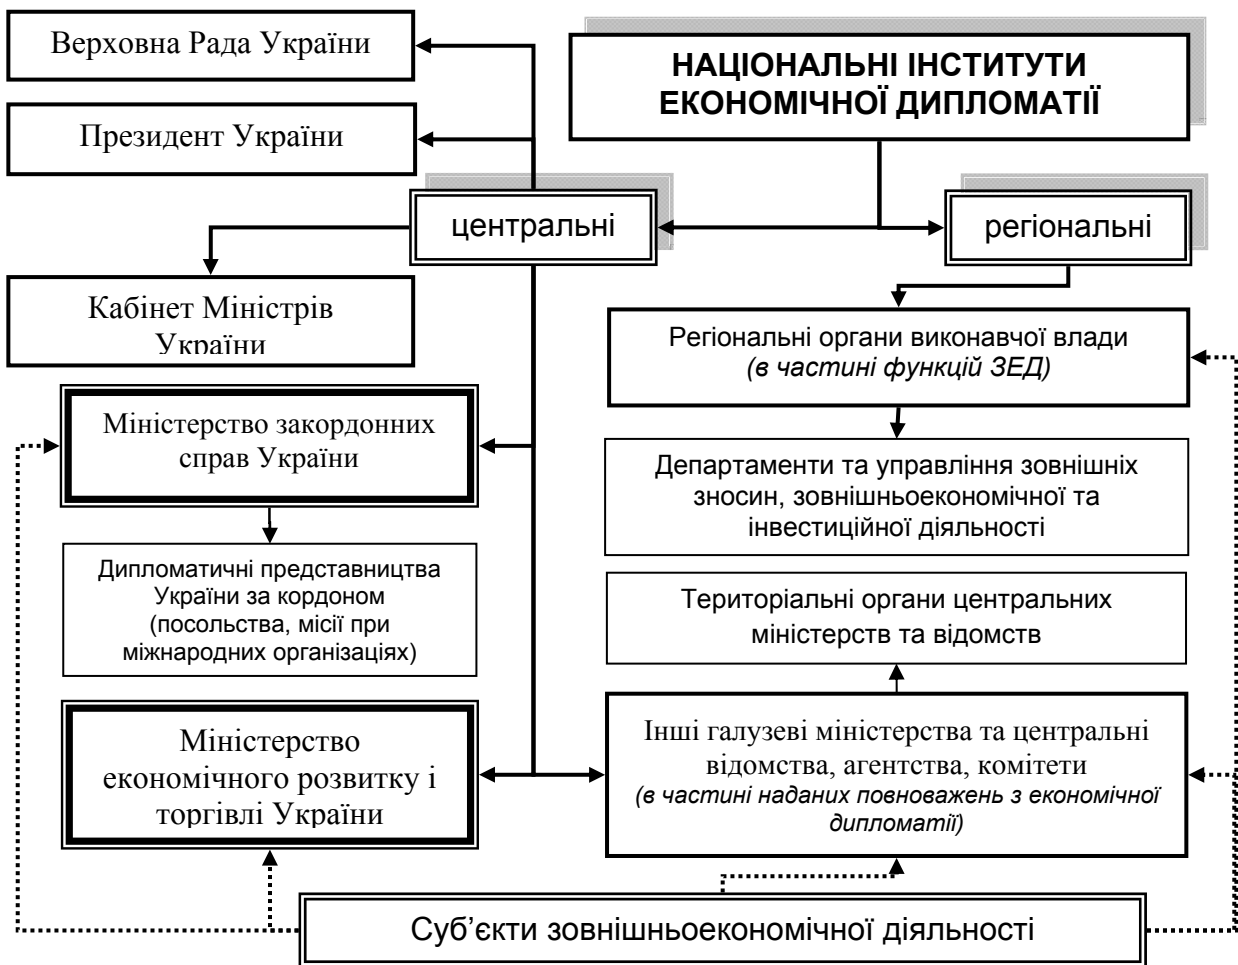 Верховна Рада України
НАЦІОНАЛЬНІ ІНСТИТУТИ
ЕКОНОМІЧНОЇ ДИПЛОМАТІЇ
Президент України
центральні
регіональні
Кабінет Міністрів
України
Регіональні органи виконавчої влади
(в частині функцій ЗЕД)
Міністерство закордонних
справ України
Департаменти та управління зовнішніх
зносин, зовнішньоекономічної та
інвестиційної діяльності
Дипломатичні представництва
України за кордоном
(посольства, місії при
міжнародних організаціях)
Територіальні органи центральних
міністерств та відомств
Міністерство
економічного розвитку і
торгівлі України
Інші галузеві міністерства та центральні
відомства, агентства, комітети
(в частині наданих повноважень з економічної
дипломатії)
Суб’єкти зовнішньоекономічної діяльності